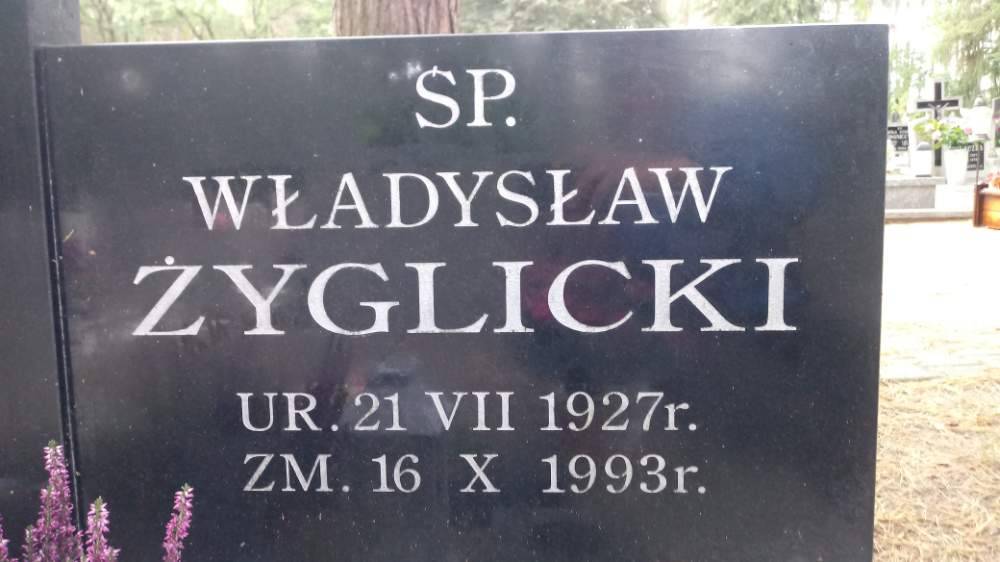 ŚP.
WŁADYSŁAW
ŻYGLICKI
UR. 21 VII 1927r.
ZM. 16 X 1993r.